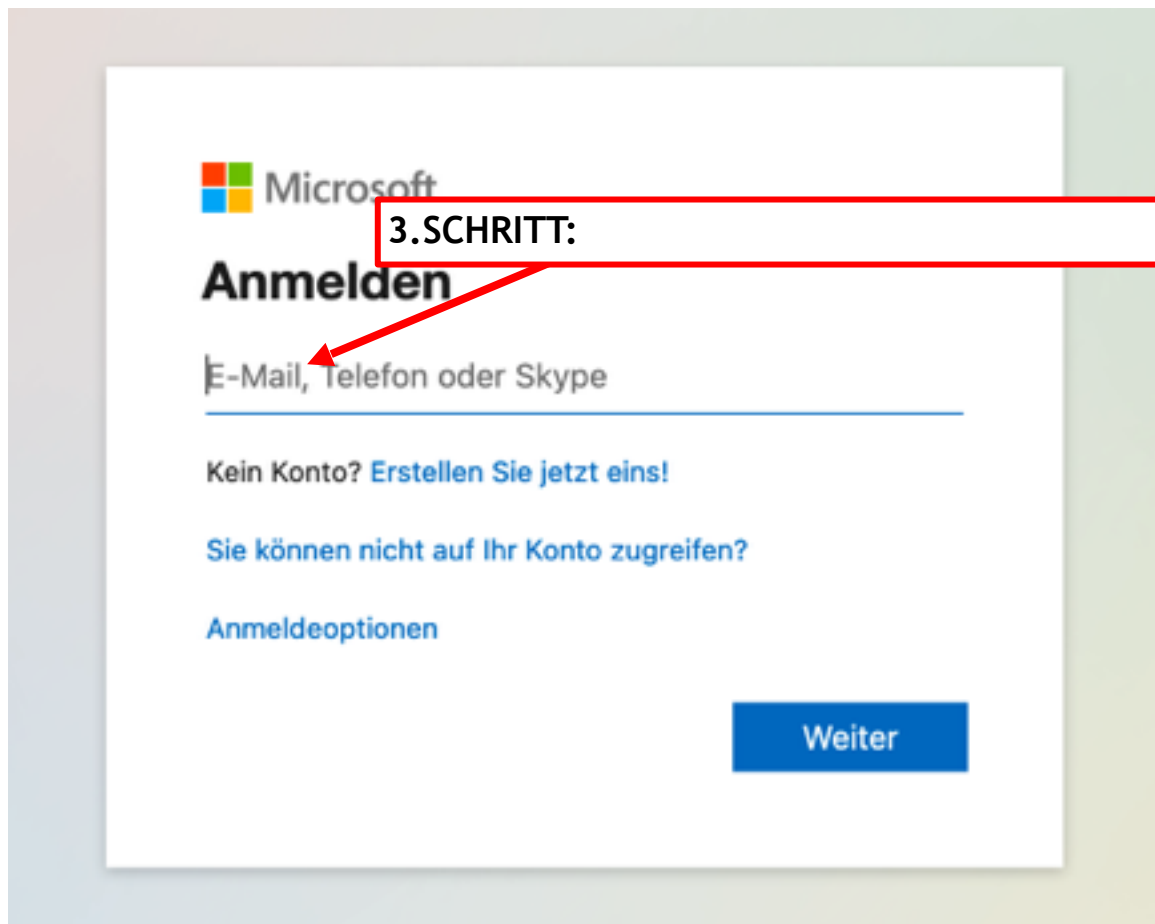 Microsoft
3.SCHRITT:
Anmelden
E-Mail, Telefon oder Skype
Kein Konto? Erstellen Sie jetzt eins!
Sie können nicht auf Ihr Konto zugreifen?
Anmeldeoptionen
Weiter